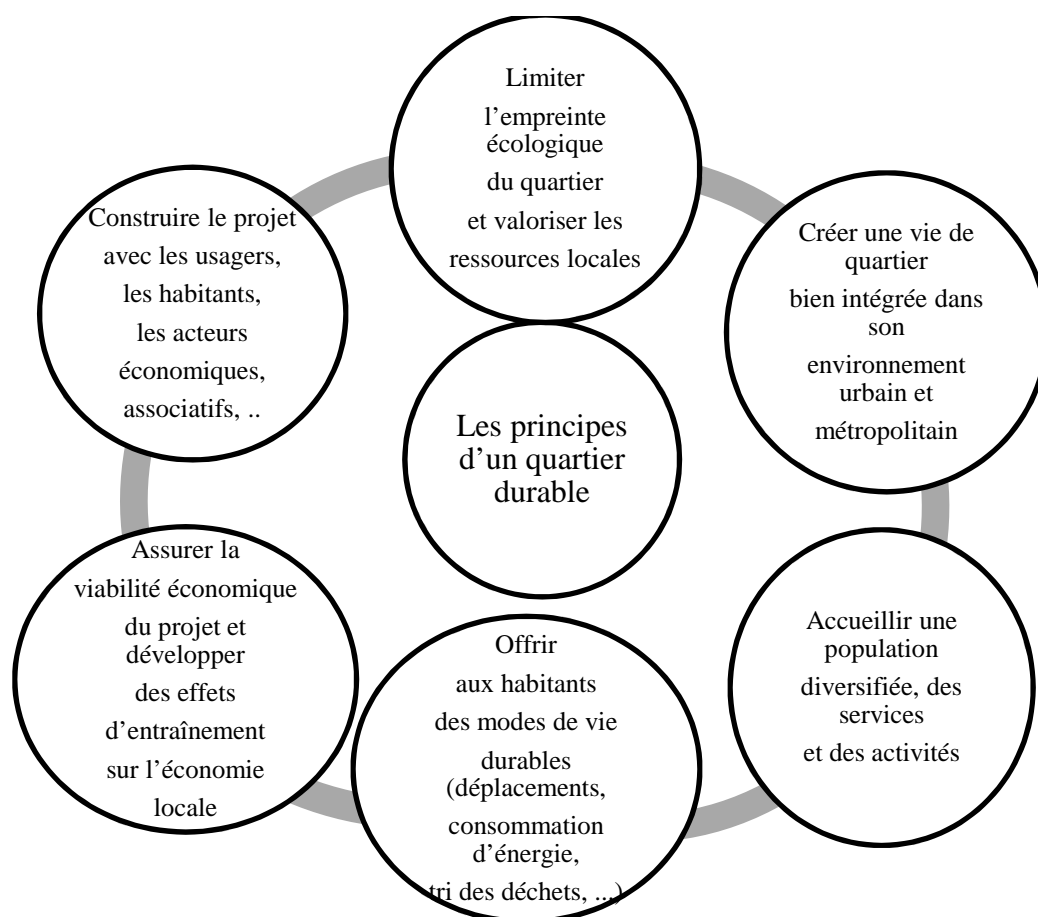 Limiter
l’empreinte
écologique
du quartier
et valoriser les
ressources locales
Créer une vie de
quartier
bien intégrée dans
son
environnement
urbain et
métropolitain
Accueillir une
population
diversifiée, des
services
et des activités
Offrir
aux habitants
des modes de vie
durables
(déplacements,
consommation
d’énergie,
tri des déchets, ...)
Assurer la
viabilité économique
du projet et
développer
des effets
d’entraînement
sur l’économie
locale
Construire le projet
avec les usagers,
les habitants,
les acteurs
économiques,
associatifs, ..
Les principes
d’un quartier
durable